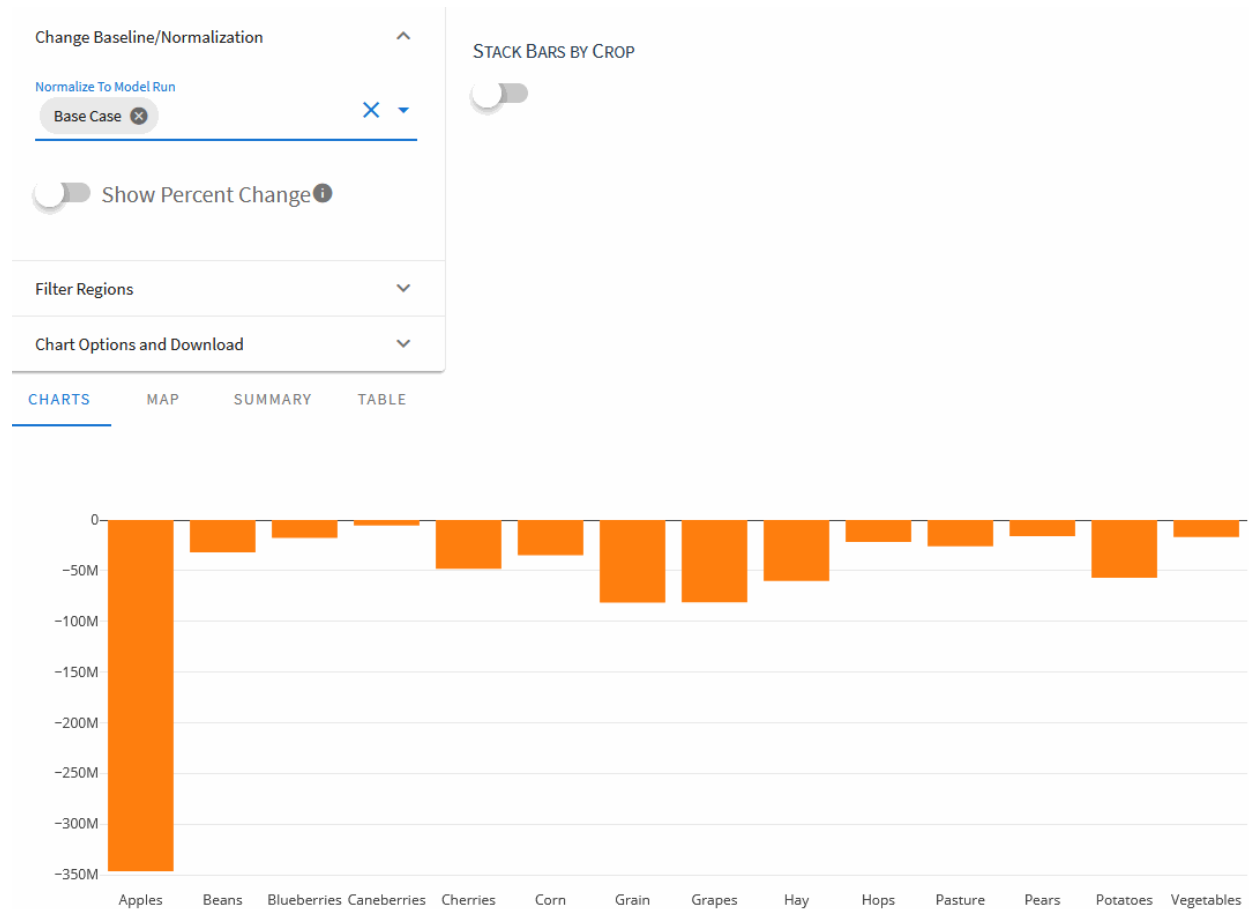 Change Baseline/Normalization
Normalize To Model Run
Base Case
Show Percent Change
Filter Regions
Chart Options and Download
STACK BARS BY CROP
CHARTS MAP SUMMARY TABLE
0
−50M
−100M
−150M
−200M
−250M
−300M
−350M
Apples Beans Blueberries Caneberries Cherries Corn Grain Grapes Hay Hops Pasture Pears Potatoes Vegetables